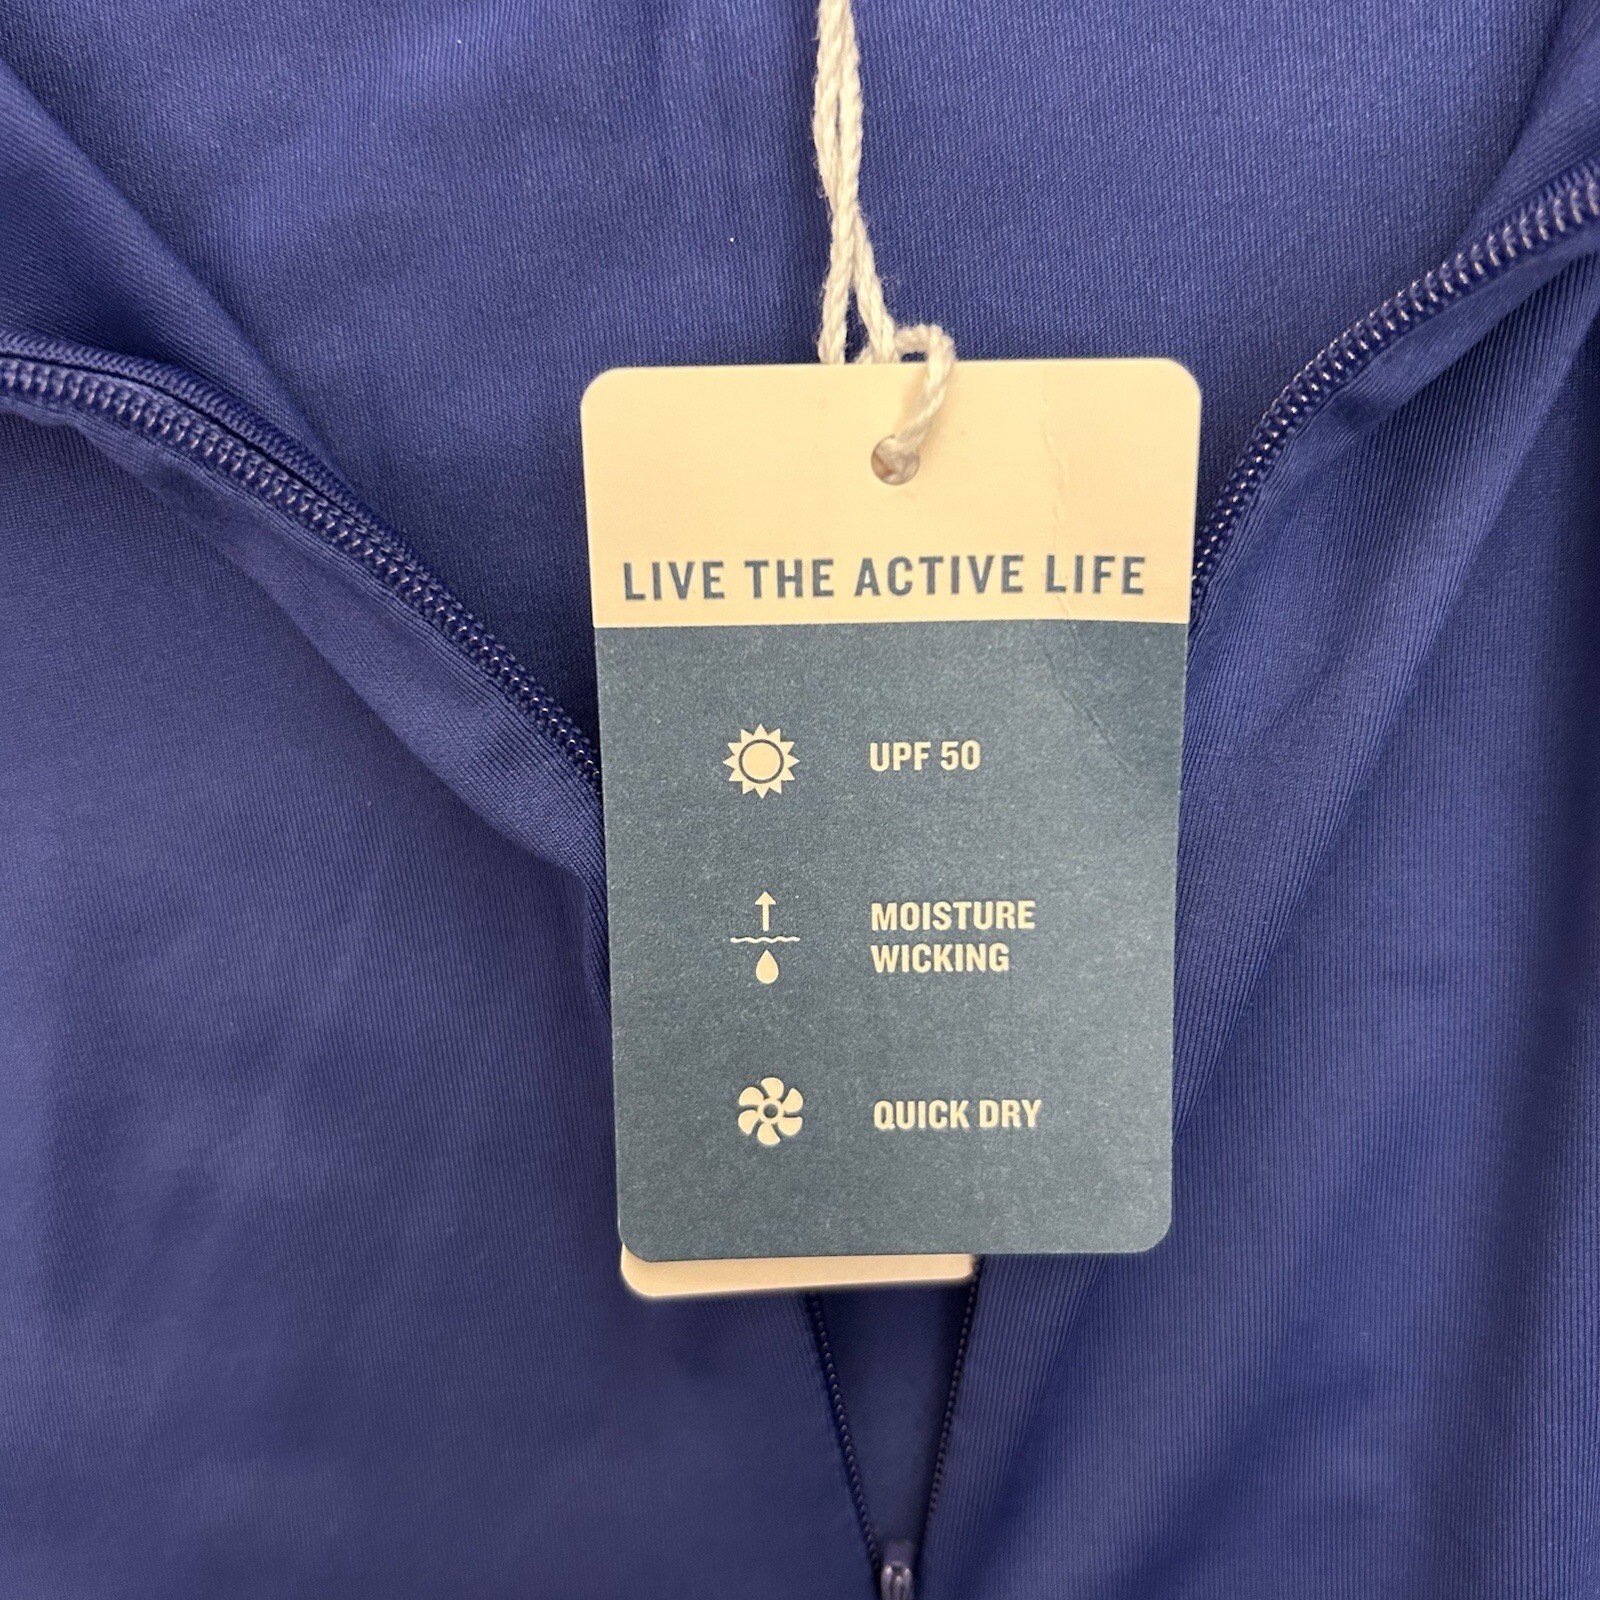 LIVE THE ACTIVE LIFE
UPF 50
MOISTURE
WICKING
QUICK DRY